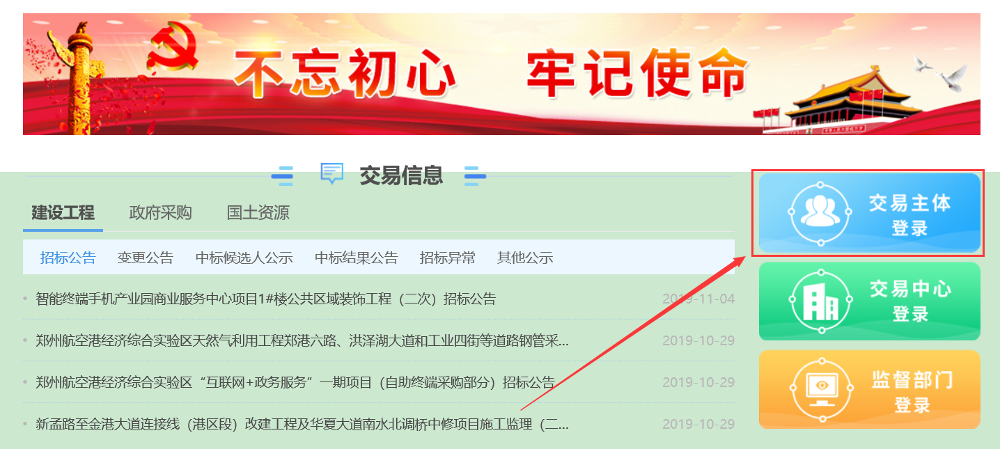 不忘初心 牢记使命
交易信息
建设工程 政府采购 国土资源
招标公告 变更公告 中标候选人公示 中标结果公告 招标异常 其他公示
智能终端手机产业园商业服务中心项目1#楼公共区域装饰工程（二次）招标公告 2019-11-04
郑州航空港经济综合实验区天然气利用工程郑港六路、洪泽湖大道和工业四街等道路钢管采... 2019-10-29
郑州航空港经济综合实验区“互联网+政务服务”一期项目（自助终端采购部分）招标公告 2019-10-29
新孟路至金港大道连接线（港区段）改建工程及华夏大道南水北调桥中修项目施工监理（二... 2019-10-29
交易主体
登录
交易中心
登录
监督部门
登录